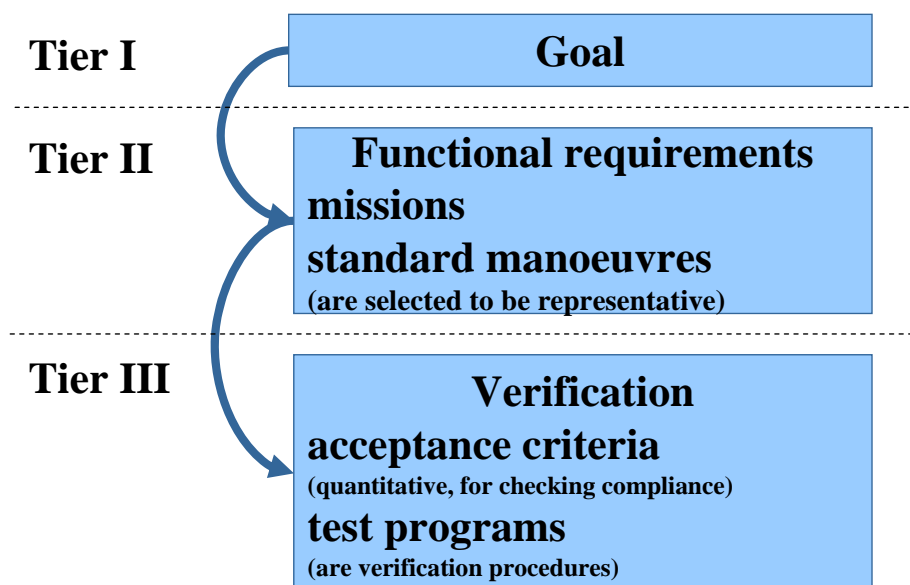 Tier I
Goal
Tier II
Functional requirements
missions
standard manoeuvres
(are selected to be representative)
Tier III
Verification
acceptance criteria
(quantitative, for checking compliance)
test programs
(are verification procedures)